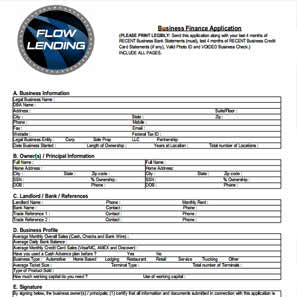 FLOW
LENDING
Business Finance Application
(PLEASE PRINT LEGIBLY: Send this application along with your last 4 months of
RECENT Business Bank Statements (must), last 4 months of RECENT Business Credit
Card Statements (if any), Valid Photo ID and VOIDED Business Check.)
INCLUDE ALL PAGES.
A. Business Information
Legal Business Name :
DBA Name :
Address : Suite/Floor :
City : State : Zip :
Phone : Mobile :
Fax : Email :
Website : Federal Tax ID :
Legal Business Entity : Corp Sole Prop LLC Partnership
Date Business Started : Length of Ownership : Years at Location : Total number of Locations :
B. Owner(s) / Principal Information
Full Name : Full Name :
Home Address : Home Address:
City : State : Zip code : City : State : Zip code :
SSN : % Ownership : SSN : % Ownership :
DOB : Phone : DOB : Phone :
C. Landlord / Bank / References
Landlord Name : Phone : Monthly Rent :
Bank Name : Contact : Phone :
Trade Reference 1 : Contact : Phone :
Trade Reference 2 : Contact : Phone :
D. Business Profile
Average Monthly Overall Sales (Cash, Checks and Bank Wire) :
Average Daily Bank Balance :
Average Monthly Credit Card Sales (Visa/MC, AMEX and Discover) :
Have you used a Cash Advance plan before ? Yes No
Business Type : Automotive Home Based Lodging Restaurant Retail Service Trucking Other
Average Ticket Size : Terminal Type : Total number of Terminals :
Type of Product Sold :
How much working capital do you need ? Use of working capital :
E. Signature
By signing below, the business owner(s) / principals; (1) certify that all information and documents submitted in connection with this application is